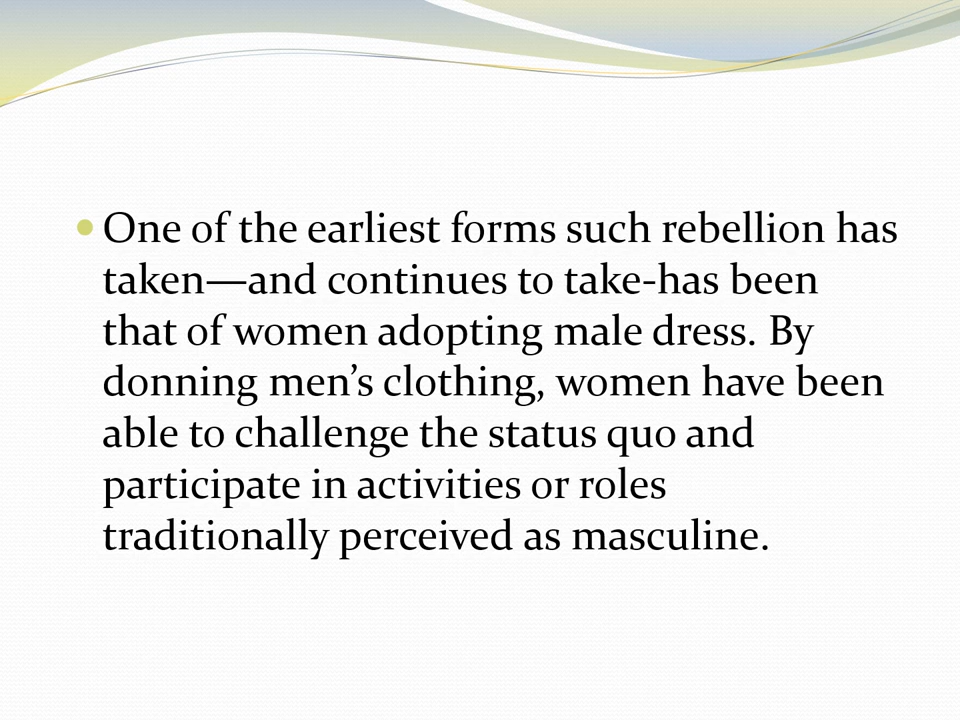 One of the earliest forms such rebellion has
taken—and continues to take-has been
that of women adopting male dress. By
donning men’s clothing, women have been
able to challenge the status quo and
participate in activities or roles
traditionally perceived as masculine.